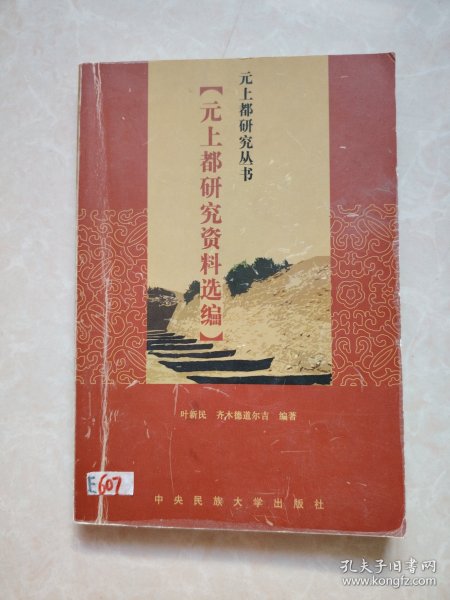 元上都研究丛书
【元上都研究资料选编】
叶新民 齐木德道尔吉 编著
E607
中央民族大学出版社
孔夫子旧书网
www.kongfz.com